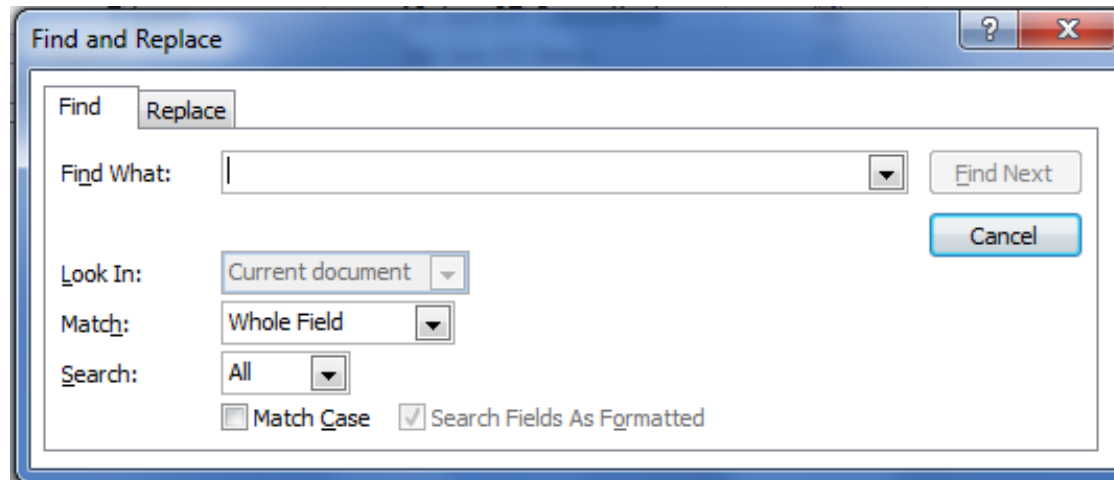 Find and Replace
Find Replace
Find What: Find Next
Cancel
Look In: Current document
Match: Whole Field
Search: All
Match Case Search Fields As Formatted